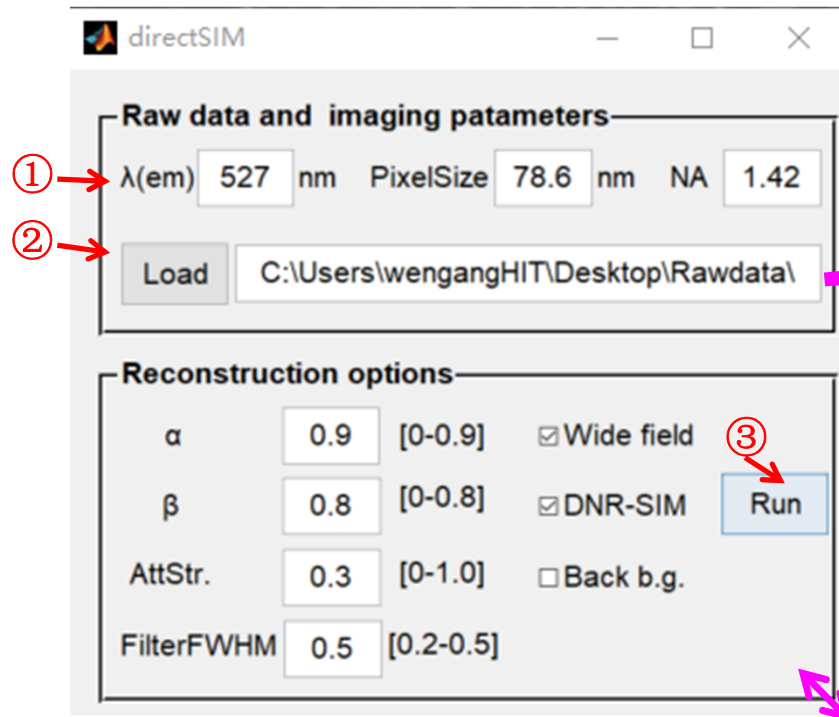 directSIM
Raw data and imaging patameters
① λ(em) 527 nm PixelSize 78.6 nm NA 1.42
② Load C:\Users\wengangHIT\Desktop\Rawdata\
Reconstruction options
α 0.9 [0-0.9] Wide field ③
β 0.8 [0-0.8] DNR-SIM Run
AttStr. 0.3 [0-1.0] Back b.g.
FilterFWHM 0.5 [0.2-0.5]